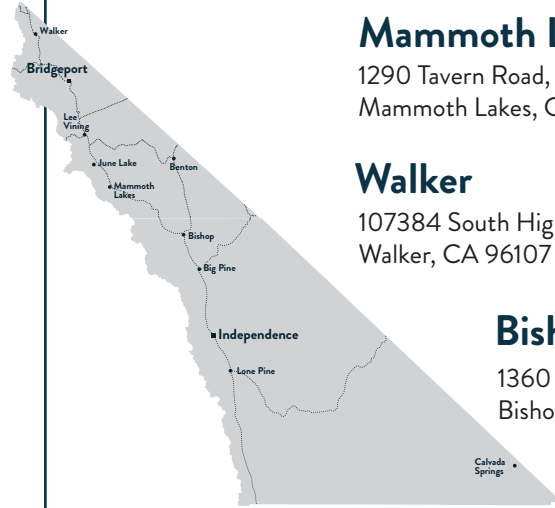 Walker
Bridgeport
Lee
Vining
June Lake
Benton
Mammoth
Lakes
Bishop
Big Pine
Independence
Lone Pine
Calvada
Springs
Mammoth
1290 Tavern Road,
Mammoth Lakes,
Walker
107384 South Hig
Walker, CA 96107
Bish
1360
Bisho